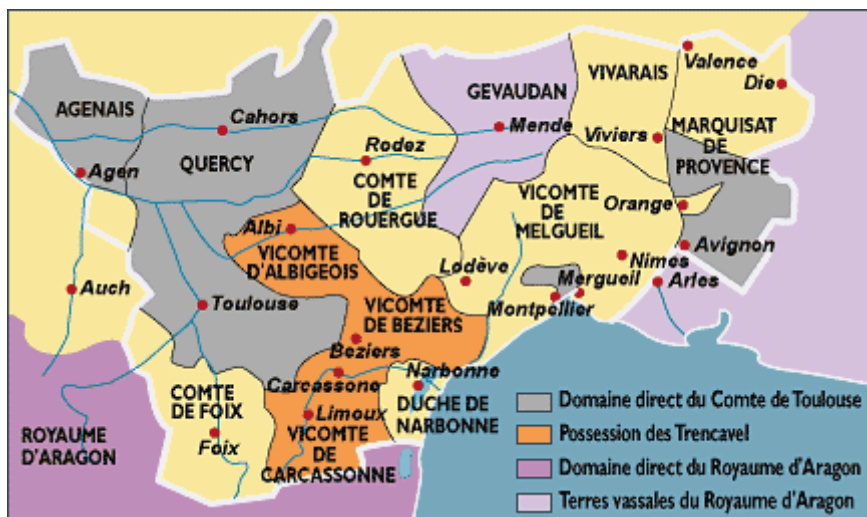 Valence
VIVARAIS
GEVAUDAN
Die
AGENAIS
Cahors
Mende
Viviers
MARQUISAT
DE
PROVENCE
Rodez
QUERCY
Agen
COMTE
DE
ROUERGUE
VICOMTE
DE
MELGUEIL
Orange
Albi
VICOMTE
D'ALBIGEOIS
Avignon
Nimes
Lodève
Mergueil
Arles
Auch
Toulouse
Montpellier
VICOMTE
DE BEZIERS
Beziers
Carcassone
Narbonne
COMTE
DE FOIX
Limoux
DUCHE DE
NARBONNE
Foix
VICOMTE
DE
CARCASSONNE
ROYAUME
D'ARAGON
Domaine direct du Comte de Toulouse
Possession des Trencavel
Domaine direct du Royaume d'Aragon
Terres vassales du Royaume d'Aragon